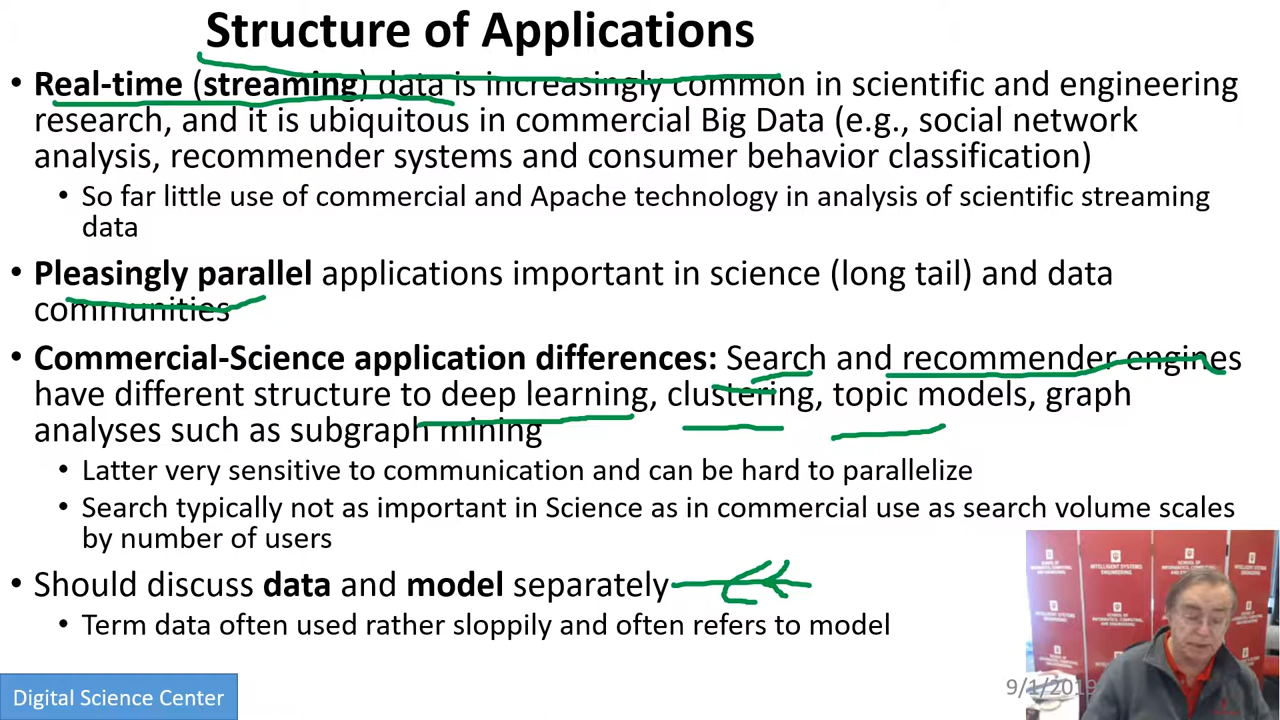 Structure of Applications
• Real-time (streaming) data is increasingly common in scientific and engineering
research, and it is ubiquitous in commercial Big Data (e.g., social network
analysis, recommender systems and consumer behavior classification)
• So far little use of commercial and Apache technology in analysis of scientific streaming
data
• Pleasingly parallel applications important in science (long tail) and data
communities
• Commercial-Science application differences: Search and recommender engines
have different structure to deep learning, clustering, topic models, graph
analyses such as subgraph mining
• Latter very sensitive to communication and can be hard to parallelize
• Search typically not as important in Science as in commercial use as search volume scales
by number of users
• Should discuss data and model separately
• Term data often used rather sloppily and often refers to model
INTELLIGENT SYSTEMS
ENGINEERING
Digital Science Center
9/1/2019